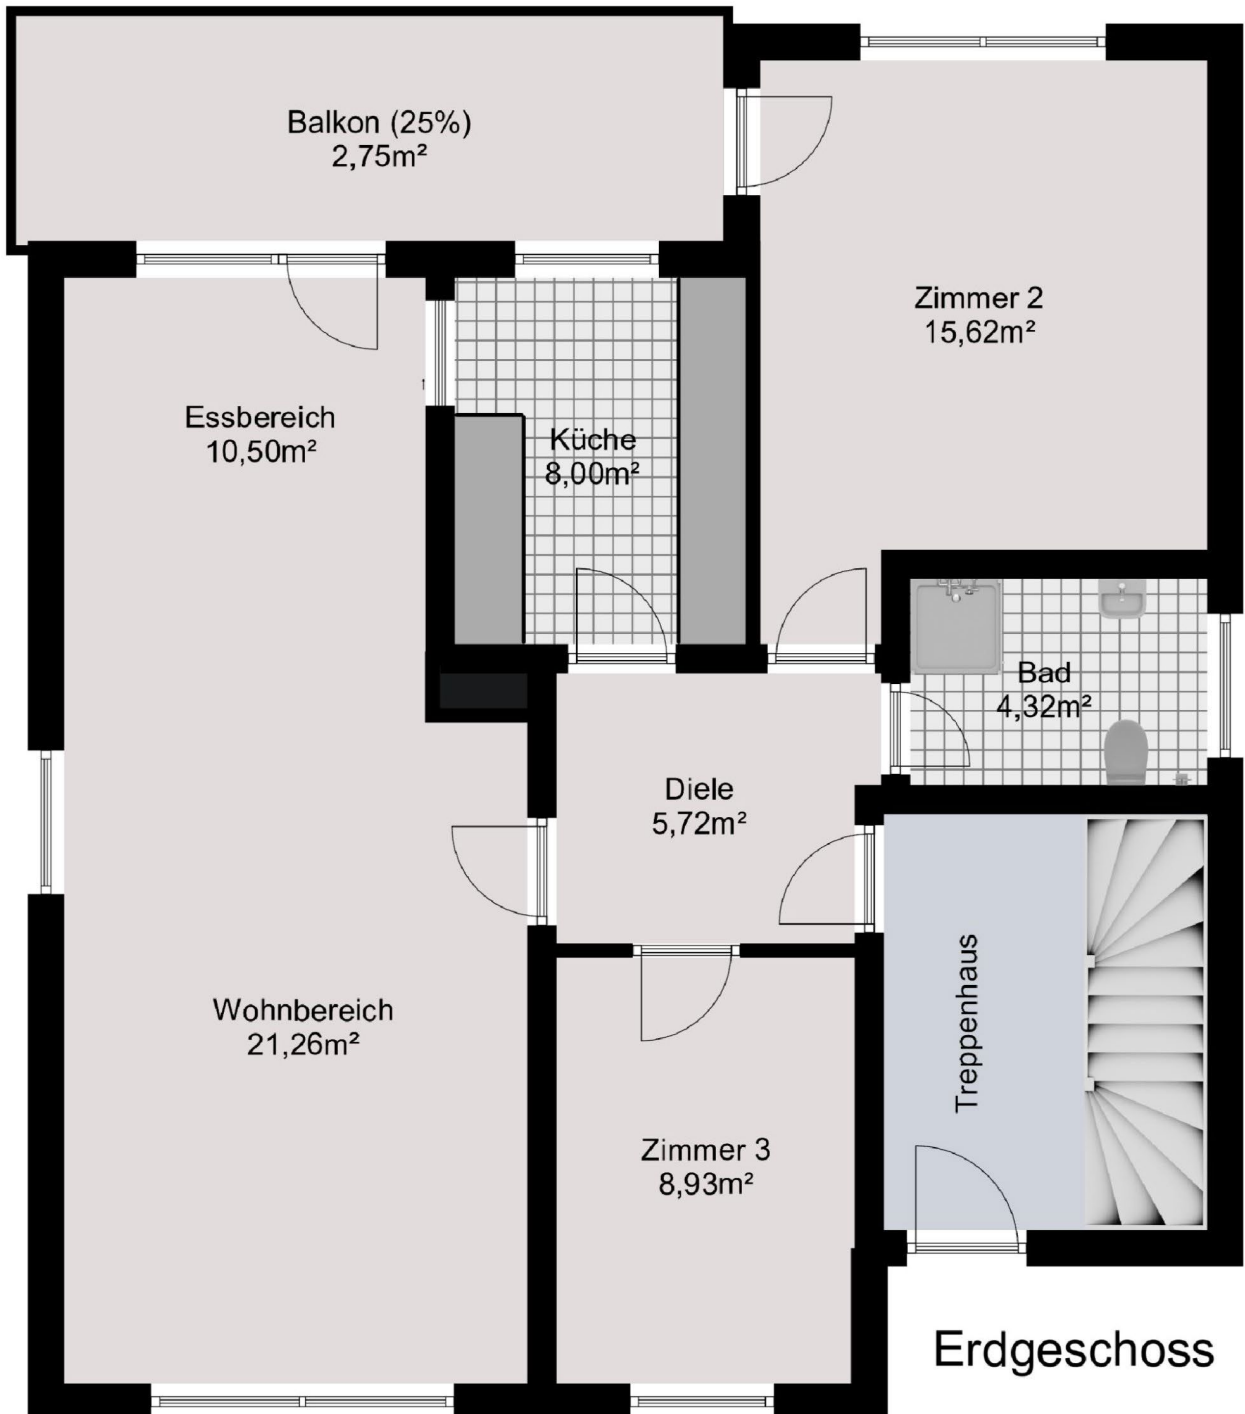 Balkon (25%)
2,75m²
Zimmer 2
15,62m²
Essbereich
10,50m²
Küche
8,00m²
Bad
4,32m²
Diele
5,72m²
Wohnbereich
21,26m²
Treppenhaus
Zimmer 3
8,93m²
Erdgeschoss